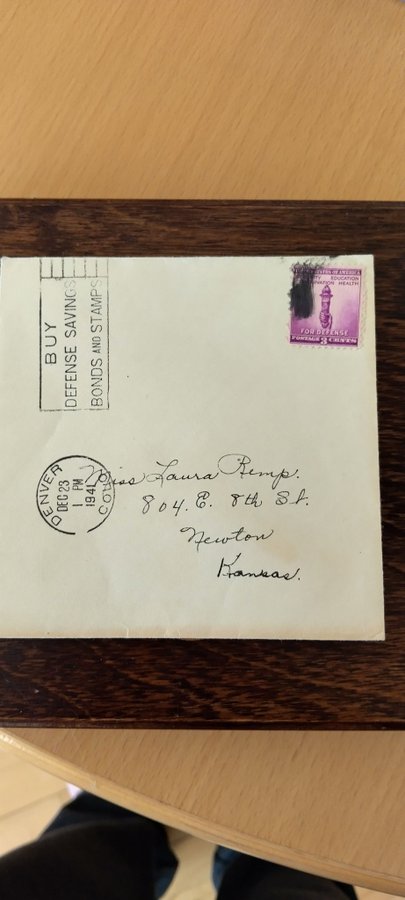 BUY
DEFENSE SAVINGS
BONDS AND STAMPS
UNITED STATES OF AMERICA
EDUCATION
HEALTH
FOR DEFENSE
POSTAGE 3 CENTS
DENVER
DEC 23
1 PM
1941
COLO.
Miss Laura Remp.
804. E. 8th St.
Newton
Kansas.